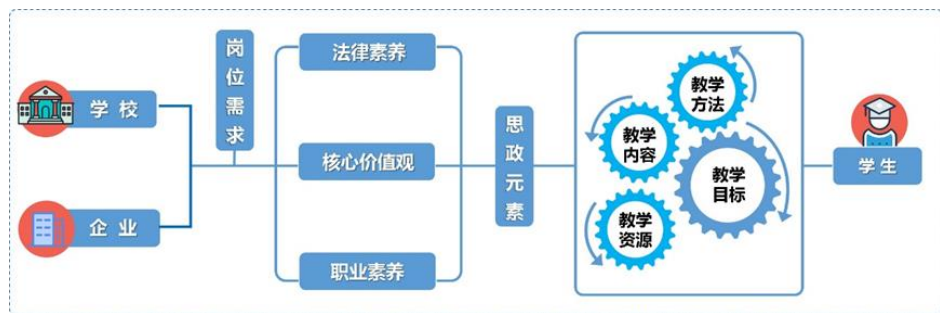 学校
企业
岗位需求
法律素养
核心价值观
职业素养
思政元素
教学
方法
教学
内容
教学
目标
教学
资源
学生